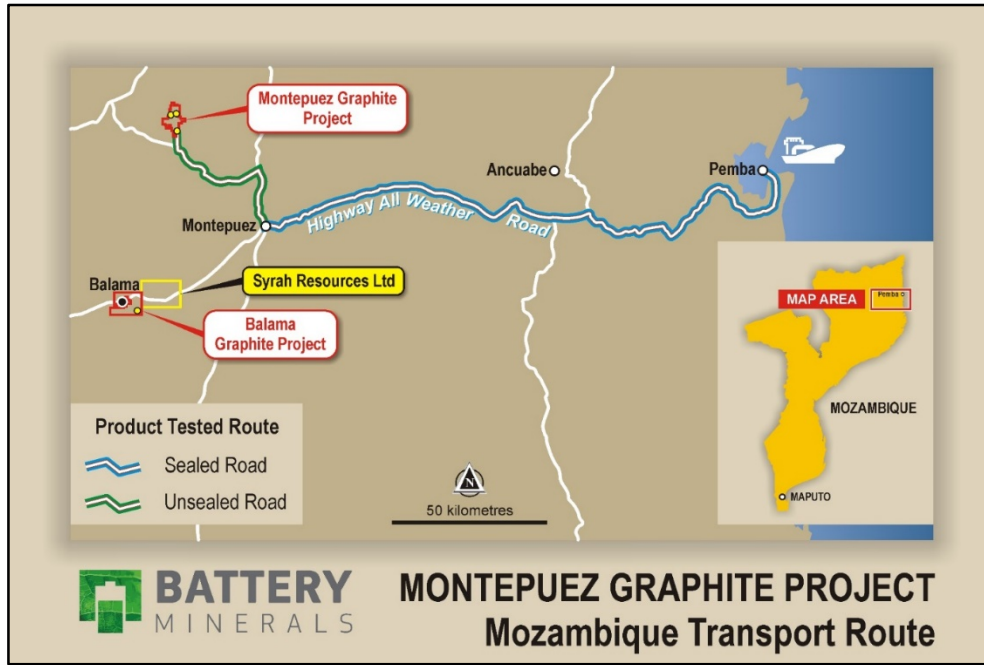 Montepuez Graphite
Project
Ancuabe
Pemba
Montepuez
Highway All Weather Road
Balama
Syrah Resources Ltd
Balama
Graphite Project
MAP AREA
Pemba
MOZAMBIQUE
MAPUTO
Product Tested Route
Sealed Road
Unsealed Road
N
50 kilometres
BATTERY
MINERALS
MONTEPUEZ GRAPHITE PROJECT
Mozambique Transport Route